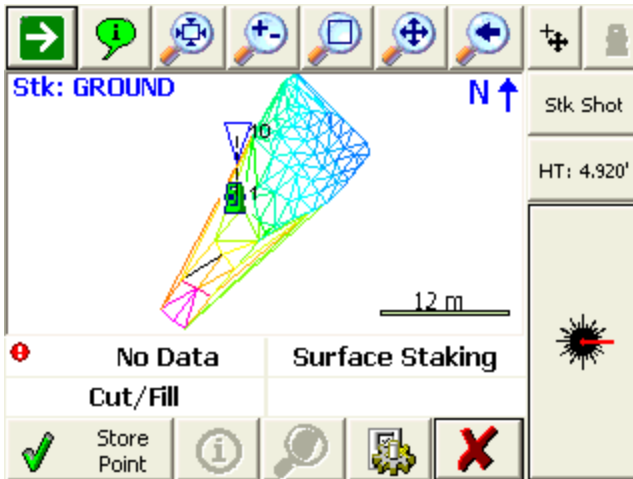 Stk: GROUND
N
Stk Shot
10
HT: 4.920'
1
12 m
No Data
Surface Staking
Cut/Fill
Store
Point